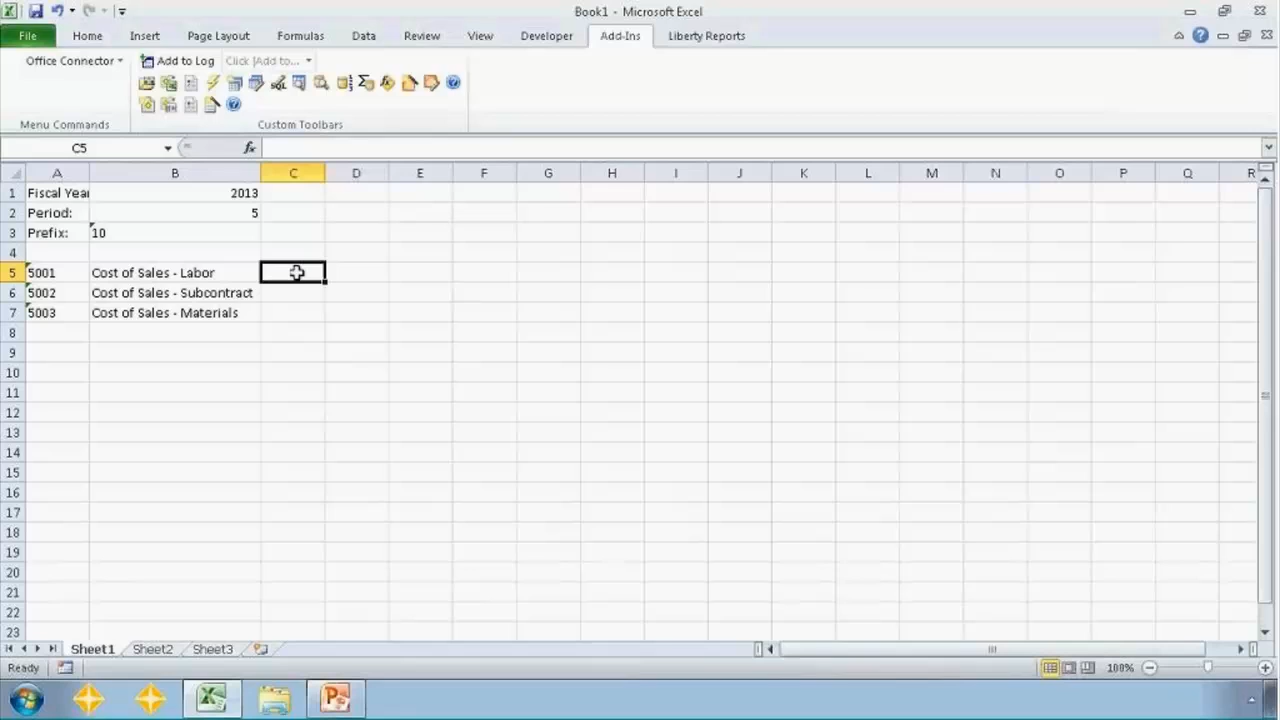 Book1 - Microsoft Excel
File Home Insert Page Layout Formulas Data Review View Developer Add-Ins Liberty Reports
Office Connector Add to Log Click [Add to...
SQL
Menu Commands Custom Toolbars
C5 fx
A B C D E F G H I J K L M N O P Q R
1 Fiscal Year 2013
2 Period: 5
3 Prefix: 10
4
5 5001 Cost of Sales - Labor
6 5002 Cost of Sales - Subcontract
7 5003 Cost of Sales - Materials
8
9
10
11
12
13
14
15
16
17
18
19
20
21
22
23
Sheet1 Sheet2 Sheet3
Ready 100%